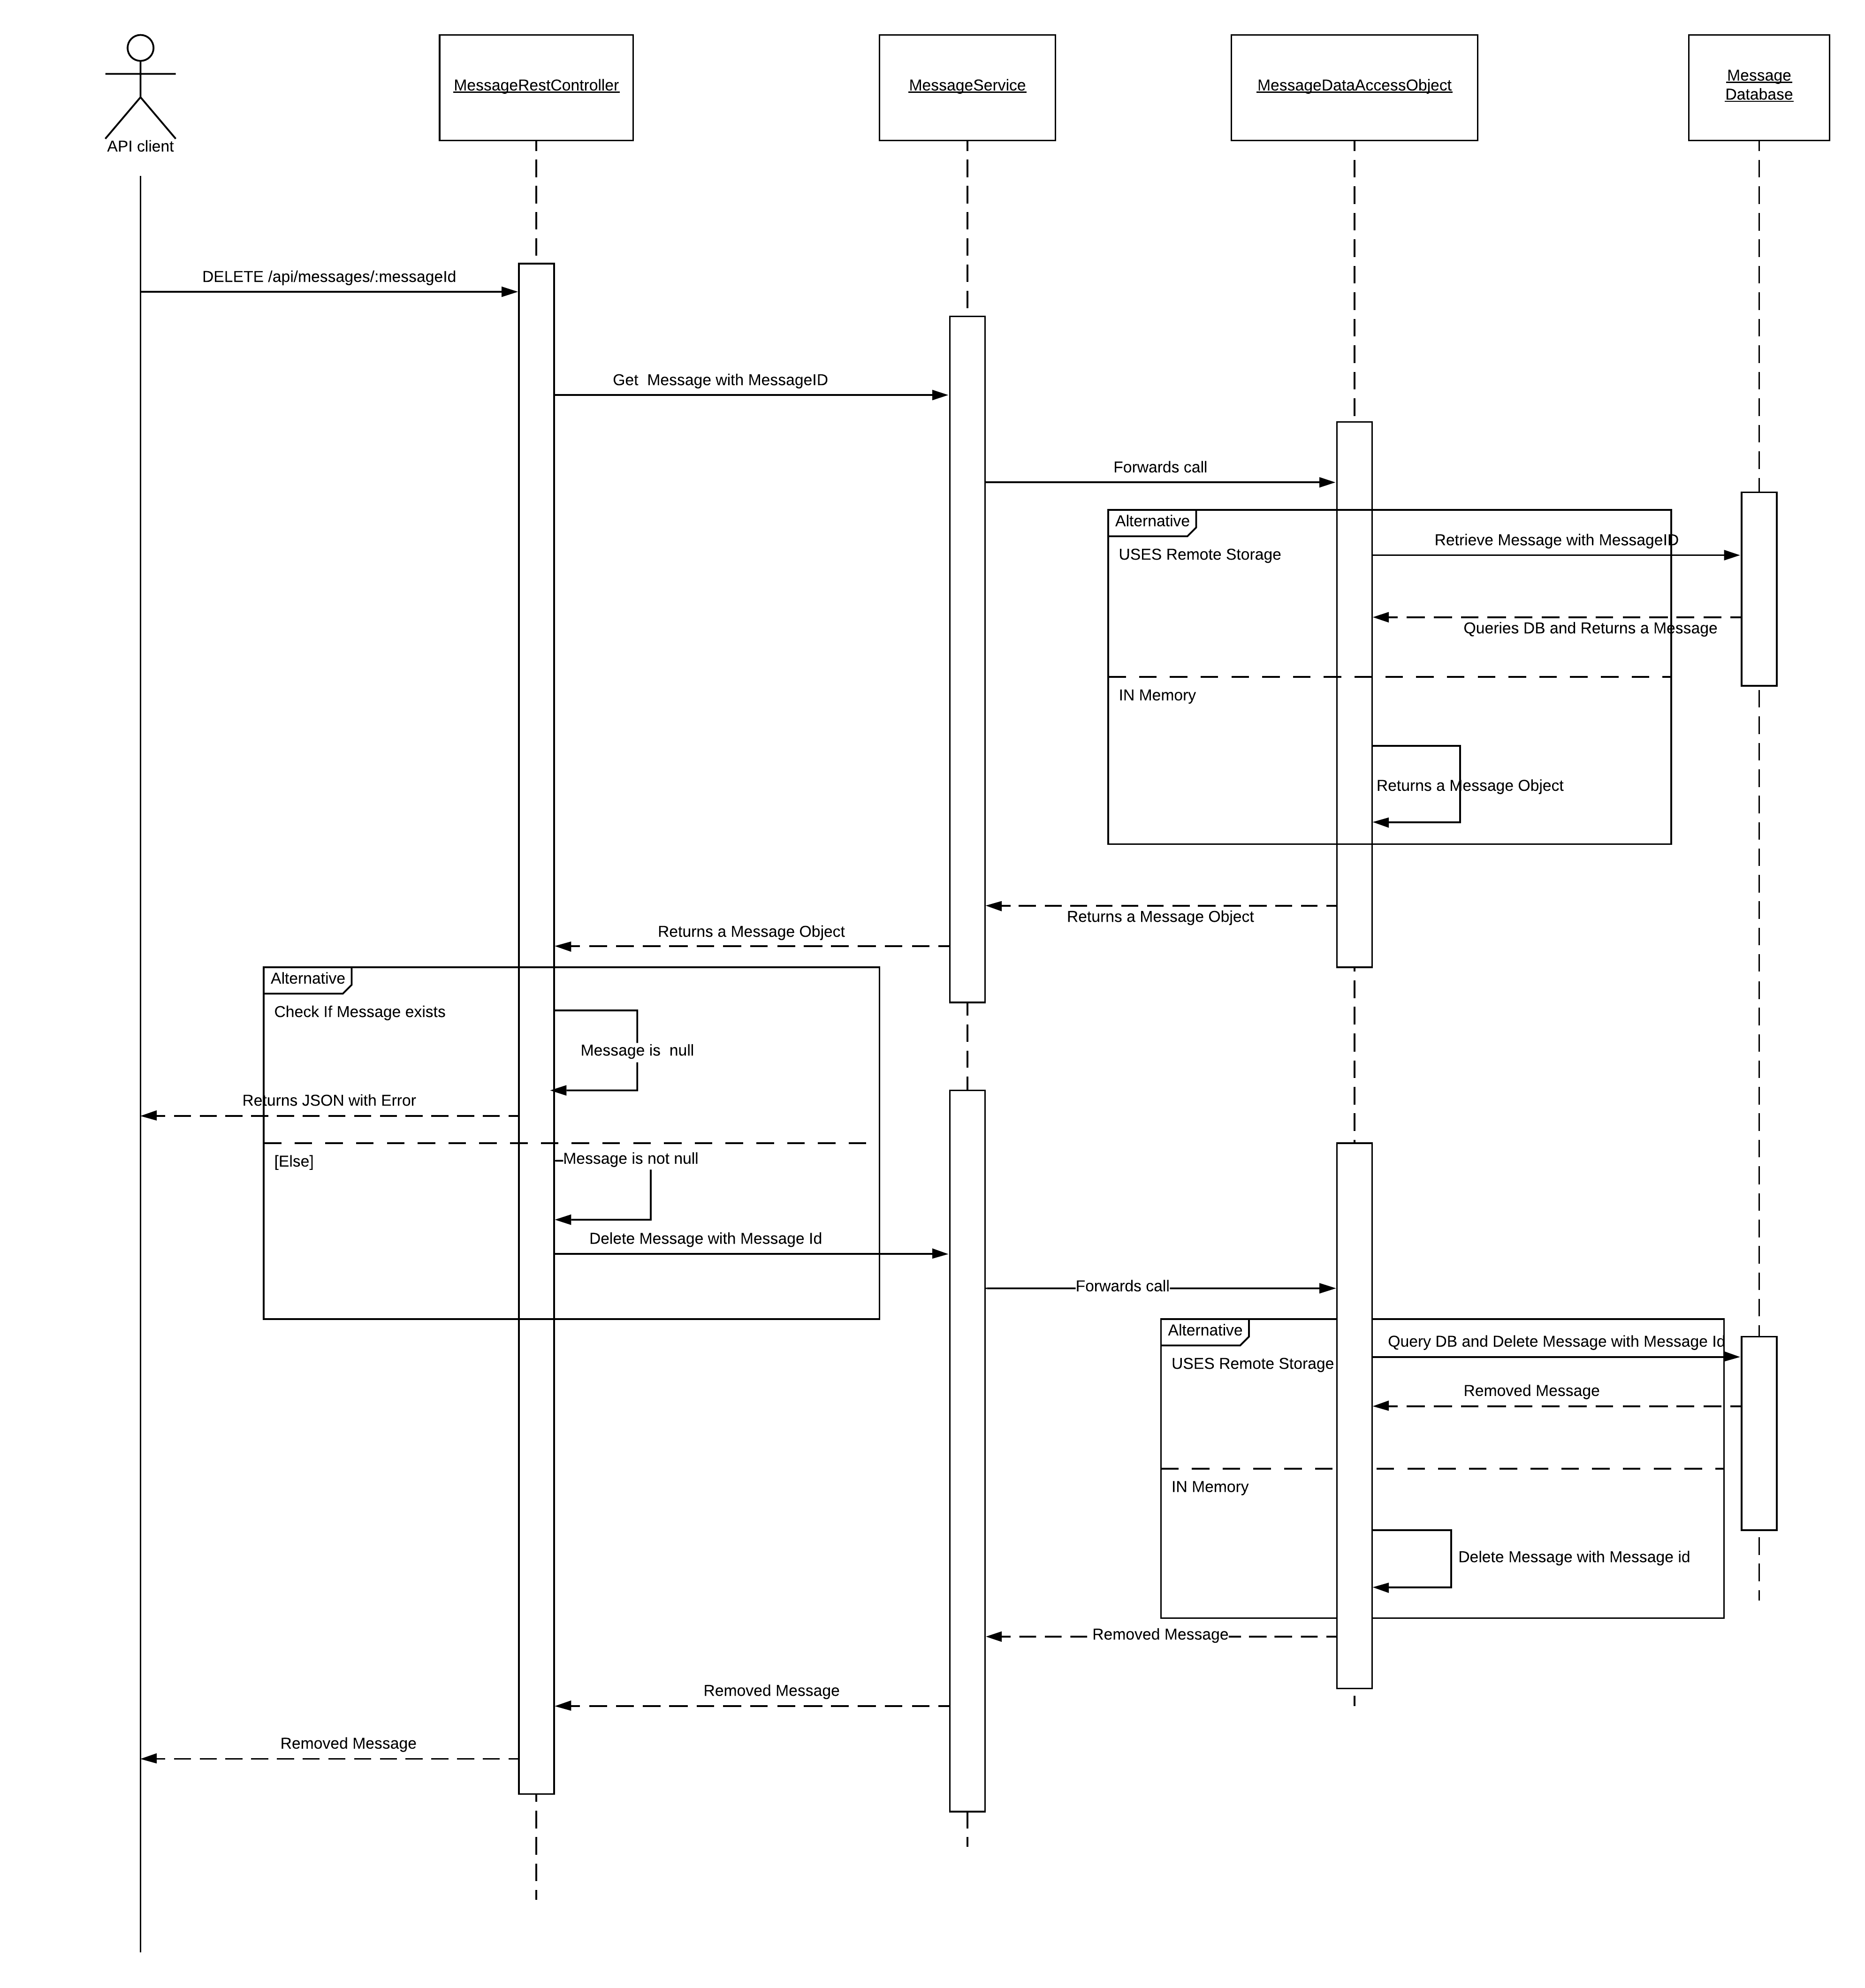 API client
MessageRestController
MessageService
MessageDataAccessObject
Message
Database
DELETE /api/messages/:messageId
Get  Message with MessageID
Forwards call
Alternative
USES Remote Storage
Retrieve Message with MessageID
Queries DB and Returns a Message
IN Memory
Returns a Message Object
Returns a Message Object
Returns a Message Object
Alternative
Check If Message exists
Message is  null
Returns JSON with Error
[Else]
Message is not null
Delete Message with Message Id
Forwards call
Alternative
USES Remote Storage
Query DB and Delete Message with Message Id
Removed Message
IN Memory
Delete Message with Message id
Removed Message
Removed Message
Removed Message